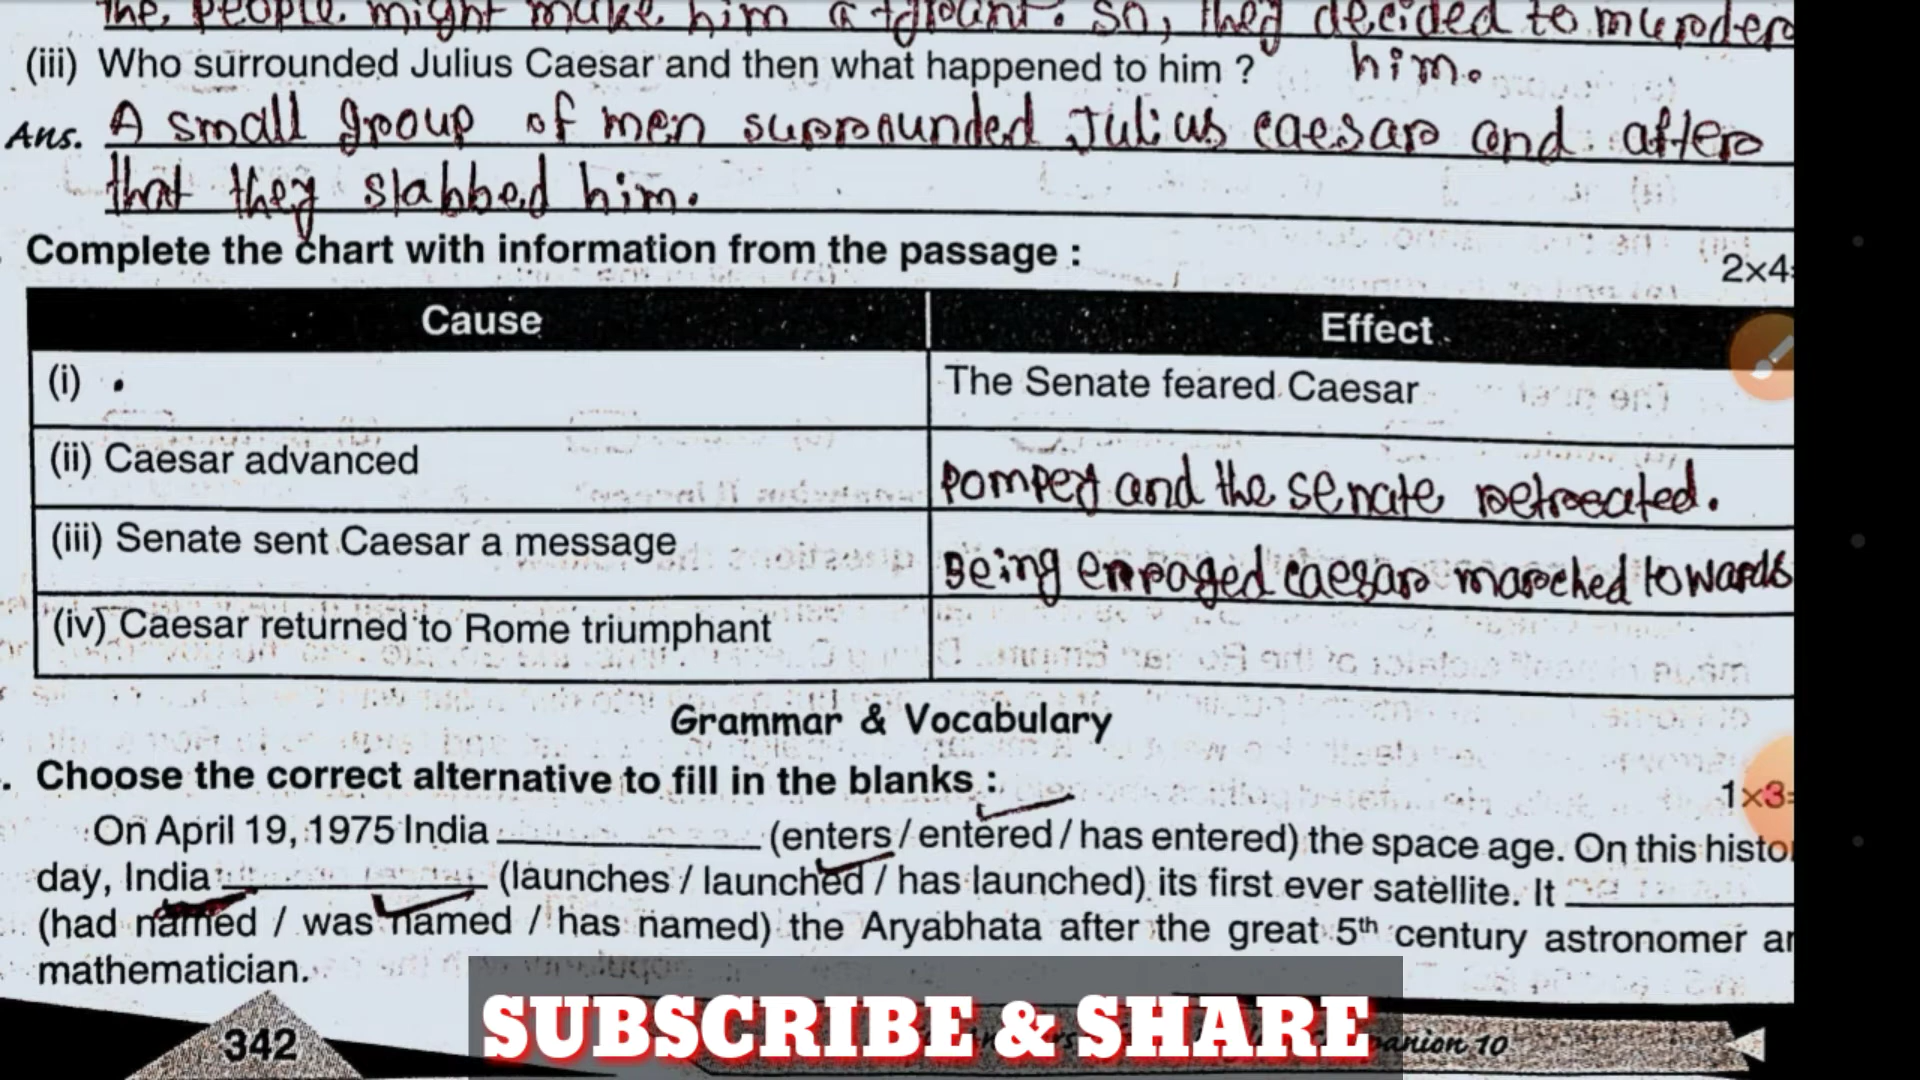 the people might make him a tyrant. So, they decided to murder
(iii) Who surrounded Julius Caesar and then what happened to him ? him.
Ans. A small group of men surrounded Julius Caesar and after
that they stabbed him.
Complete the chart with information from the passage :
2×4=
Cause Effect
(i) The Senate feared Caesar
(ii) Caesar advanced Pompey and the senate retreated.
(iii) Senate sent Caesar a message Being enraged Caesar marched towards
(iv) Caesar returned to Rome triumphant
Grammar & Vocabulary
. Choose the correct alternative to fill in the blanks :
1×3=
On April 19, 1975 India __________ (enters / entered / has entered) the space age. On this histo
day, India __________ (launches / launched / has launched) its first ever satellite. It __________
(had named / was named / has named) the Aryabhata after the great 5th century astronomer an
mathematician.
342
SUBSCRIBE & SHARE
anion 10